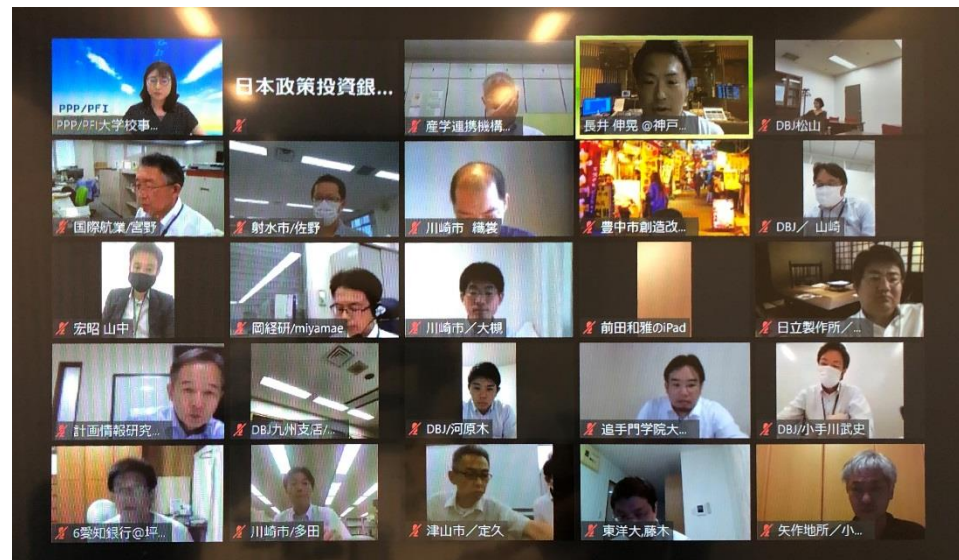 PPP/PFI
PPP/PFI大学校事...
日本政策投資銀...
産学連携機構...
長井 伸晃 @神戸...
DBJ松山
国際航業/宮野
射水市/佐野
川崎市 織裳
豊中市創造改...
DBJ/ 山崎
宏昭 山中
岡経研/miyamae
川崎市/大槻
前田和雅のiPad
日立製作所/...
計画情報研究...
DBJ九州支店/...
DBJ/河原木
追手門学院大...
DBJ/小手川武史
6愛知銀行@坪...
川崎市/多田
津山市/定久
東洋大,藤木
矢作地所/小...